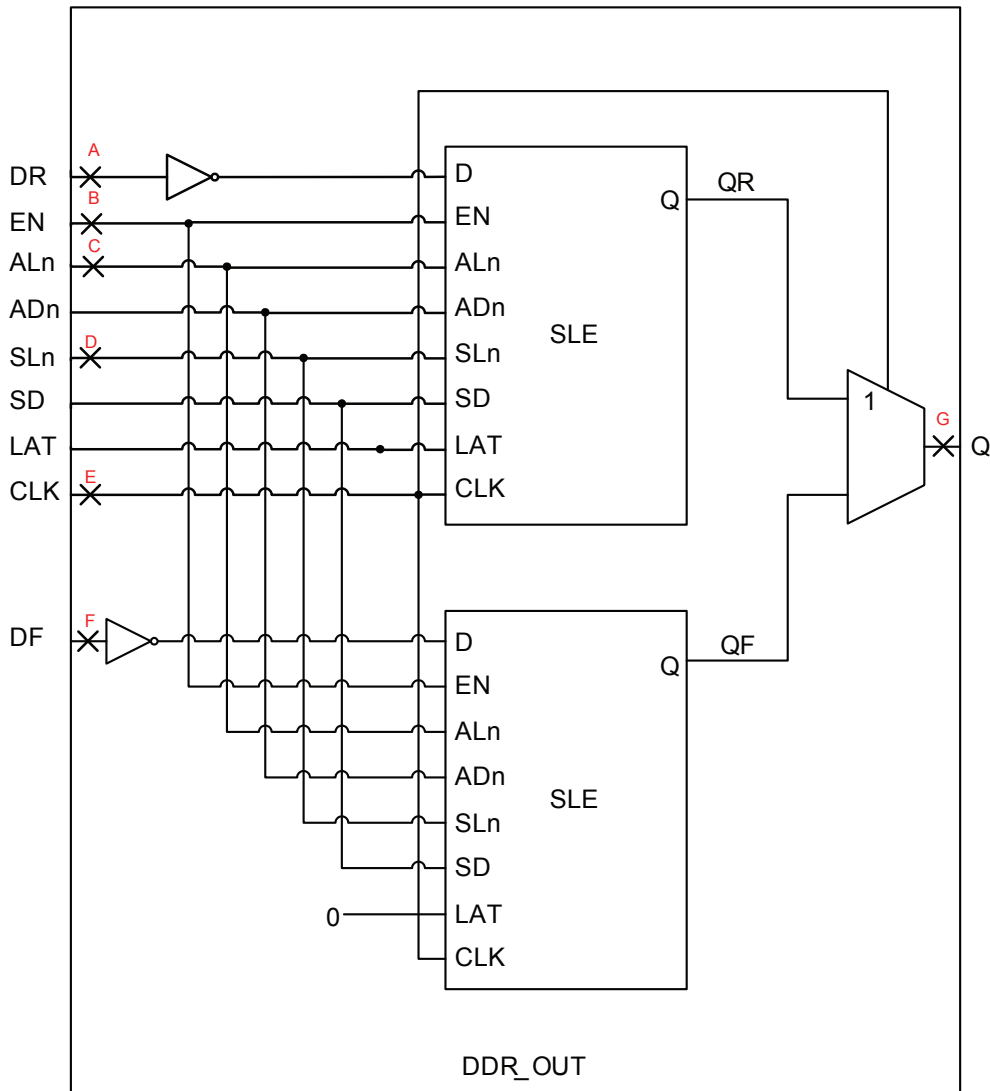 A
DR
D
QR
B
Q
EN
EN
C
ALn
ALn
ADn
ADn
SLE
D
SLn
SLn
SD
SD
1
G
LAT
LAT
Q
E
CLK
CLK
F
DF
D
QF
Q
EN
ALn
ADn
SLE
SLn
SD
0
LAT
CLK
DDR_OUT